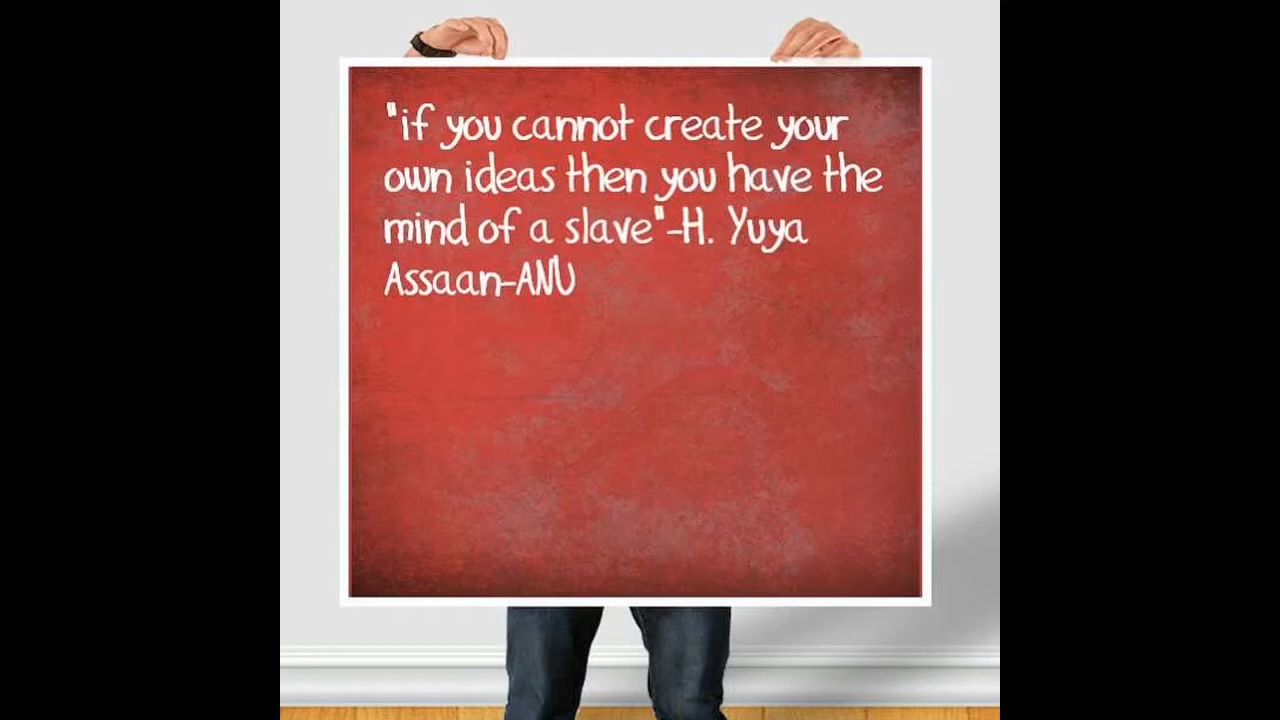 "if you cannot create your
own ideas then you have the
mind of a slave"-H. Yuya
Assaan-ANU